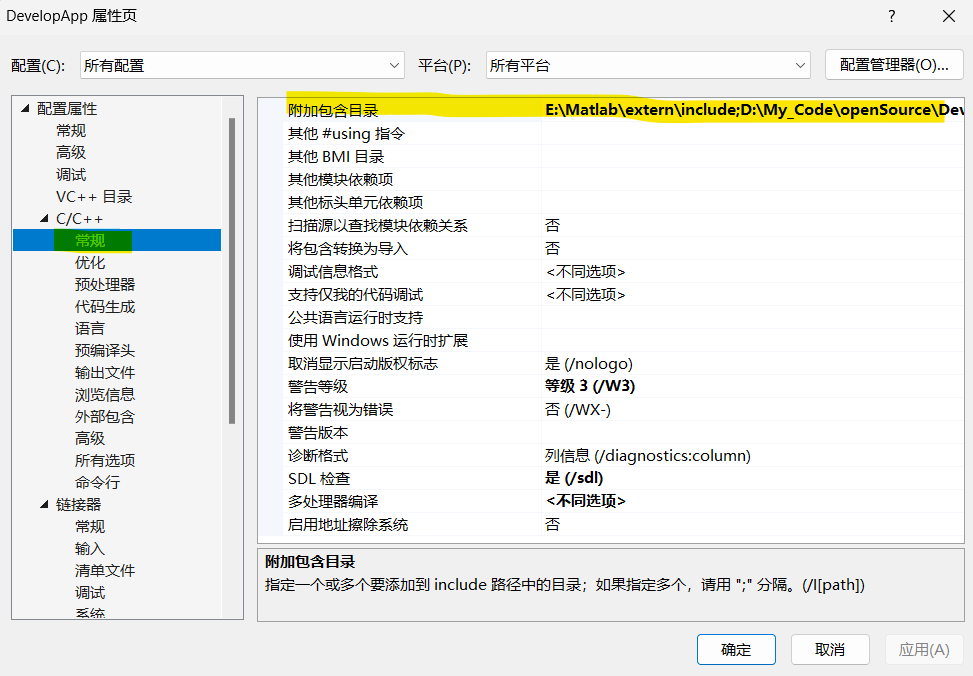 DevelopApp 属性页
配置(C): 所有配置 平台(P): 所有平台 配置管理器(O)...
配置属性
常规
高级
调试
VC++ 目录
C/C++
常规
优化
预处理器
代码生成
语言
预编译头
输出文件
浏览信息
外部包含
高级
所有选项
命令行
链接器
常规
输入
清单文件
调试
系统
附加包含目录 E:\Matlab\extern\include;D:\My_Code\openSource\Dev
其他 #using 指令
其他 BMI 目录
其他模块依赖项
其他标头单元依赖项
扫描源以查找模块依赖关系 否
将包含转换为导入 否
调试信息格式 <不同选项>
支持仅我的代码调试 <不同选项>
公共语言运行时支持
使用 Windows 运行时扩展
取消显示启动版权标志 是 (/nologo)
警告等级 等级 3 (/W3)
将警告视为错误 否 (/WX-)
警告版本
诊断格式 列信息 (/diagnostics:column)
SDL 检查 是 (/sdl)
多处理器编译 <不同选项>
启用地址擦除系统 否
附加包含目录
指定一个或多个要添加到 include 路径中的目录；如果指定多个，请用 ";" 分隔。(/I[path])
确定 取消 应用(A)